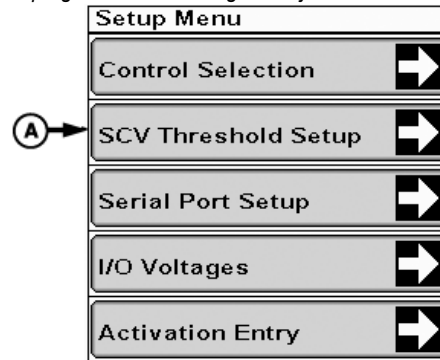 Setup Menu
Control Selection
A
SCV Threshold Setup
Serial Port Setup
I/O Voltages
Activation Entry